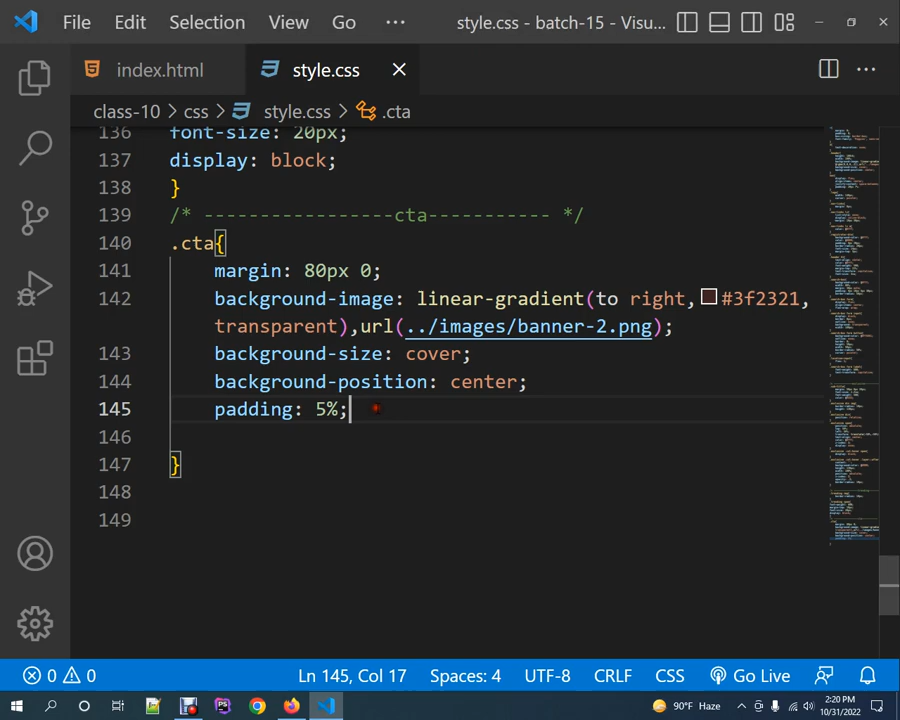 File Edit Selection View Go ··· style.css - batch-15 - Visu...
index.html style.css
class-10 > css > style.css > .cta
136 font-size: 20px;
137 display: block;
138 }
139 /* -----------------cta----------- */
140 .cta{
141 margin: 80px 0;
142 background-image: linear-gradient(to right,#3f2321,
transparent),url(../images/banner-2.png);
143 background-size: cover;
144 background-position: center;
145 padding: 5%;
146
147 }
148
149
0 0 Ln 145, Col 17 Spaces: 4 UTF-8 CRLF CSS Go Live
90°F Haze 2:20 PM
10/31/2022